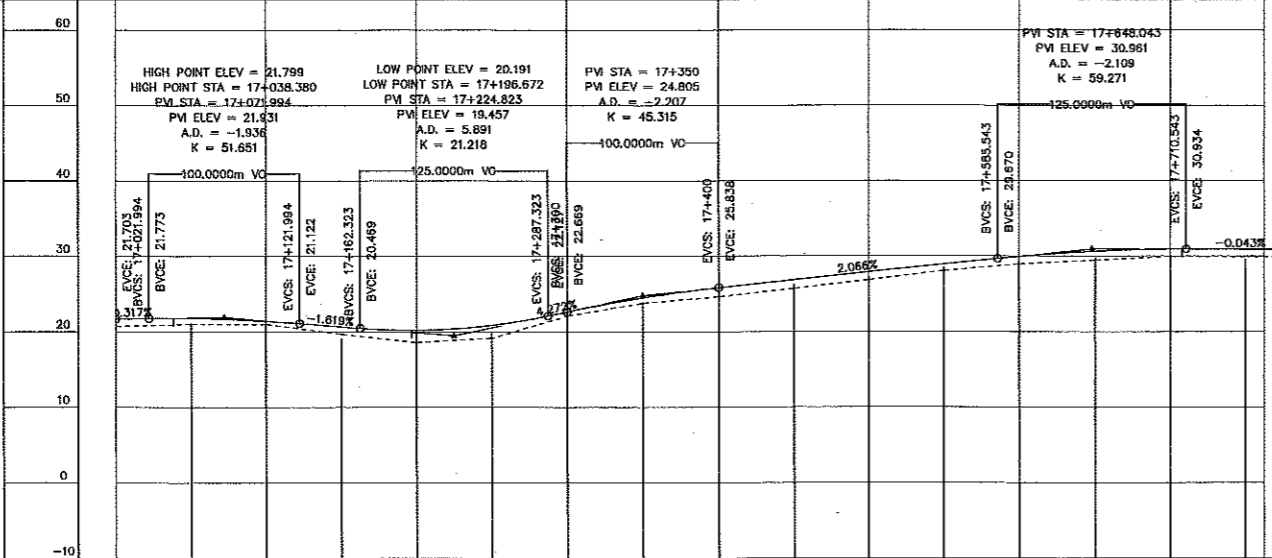 60
50
40
30
20
10
0
-10
HIGH POINT ELEV = 21.799
HIGH POINT STA = 17+038.380
PVI STA = 17+071.994
PVI ELEV = 21.931
A.D. = -1.936
K = 51.651
100.0000m VC
LOW POINT ELEV = 20.191
LOW POINT STA = 17+196.672
PVI STA = 17+224.823
PVI ELEV = 19.457
A.D. = 5.891
K = 21.218
125.0000m VC
PVI STA = 17+350
PVI ELEV = 24.805
A.D. = -2.207
K = 45.315
100.0000m VC
PVI STA = 17+648.043
PVI ELEV = 30.961
A.D. = -2.109
K = 59.271
125.0000m VC
EVCE: 21.703
BVCS: 17+021.994
BVCE: 21.773
EVCS: 17+121.994
EVCE: 21.122
BVCS: 17+162.323
BVCE: 20.469
EVCS: 17+287.323
BVCE: 22.669
EVCS: 17+400
EVCE: 25.838
BVCS: 17+585.543
BVCE: 29.670
EVCS: 17+710.543
EVCE: 30.934
-1.619%
2.066%
-0.043%